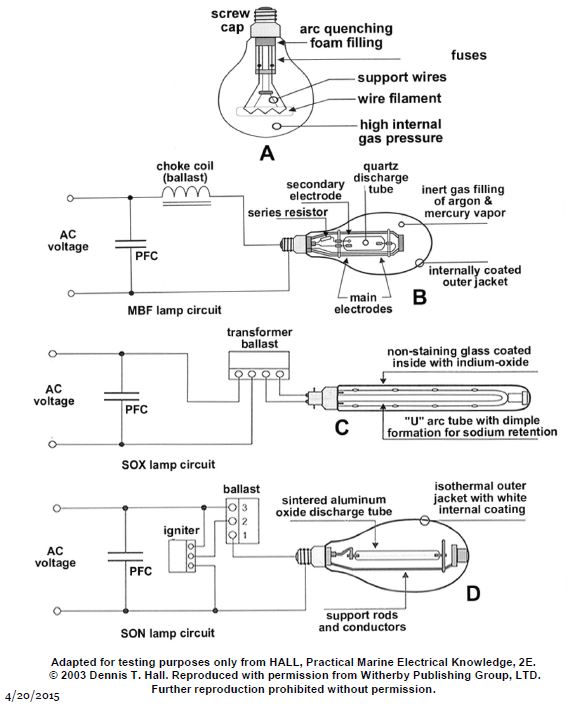 screw
cap
arc quenching
foam filling
fuses
support wires
wire filament
high internal
gas pressure
A
choke coil
(ballast)
quartz
discharge
tube
secondary
electrode
series resistor
inert gas filling
of argon &
mercury vapor
AC
voltage
PFC
internally coated
outer jacket
main
electrodes
B
MBF lamp circuit
transformer
ballast
non-staining glass coated
inside with indium-oxide
AC
voltage
PFC
C
"U" arc tube with dimple
formation for sodium retention
SOX lamp circuit
ballast
3
2
1
igniter
sintered aluminum
oxide discharge tube
isothermal outer
jacket with white
internal coating
AC
voltage
PFC
D
support rods
and conductors
SON lamp circuit
Adapted for testing purposes only from HALL, Practical Marine Electrical Knowledge, 2E.
© 2003 Dennis T. Hall. Reproduced with permission from Witherby Publishing Group, LTD.
Further reproduction prohibited without permission.
4/20/2015